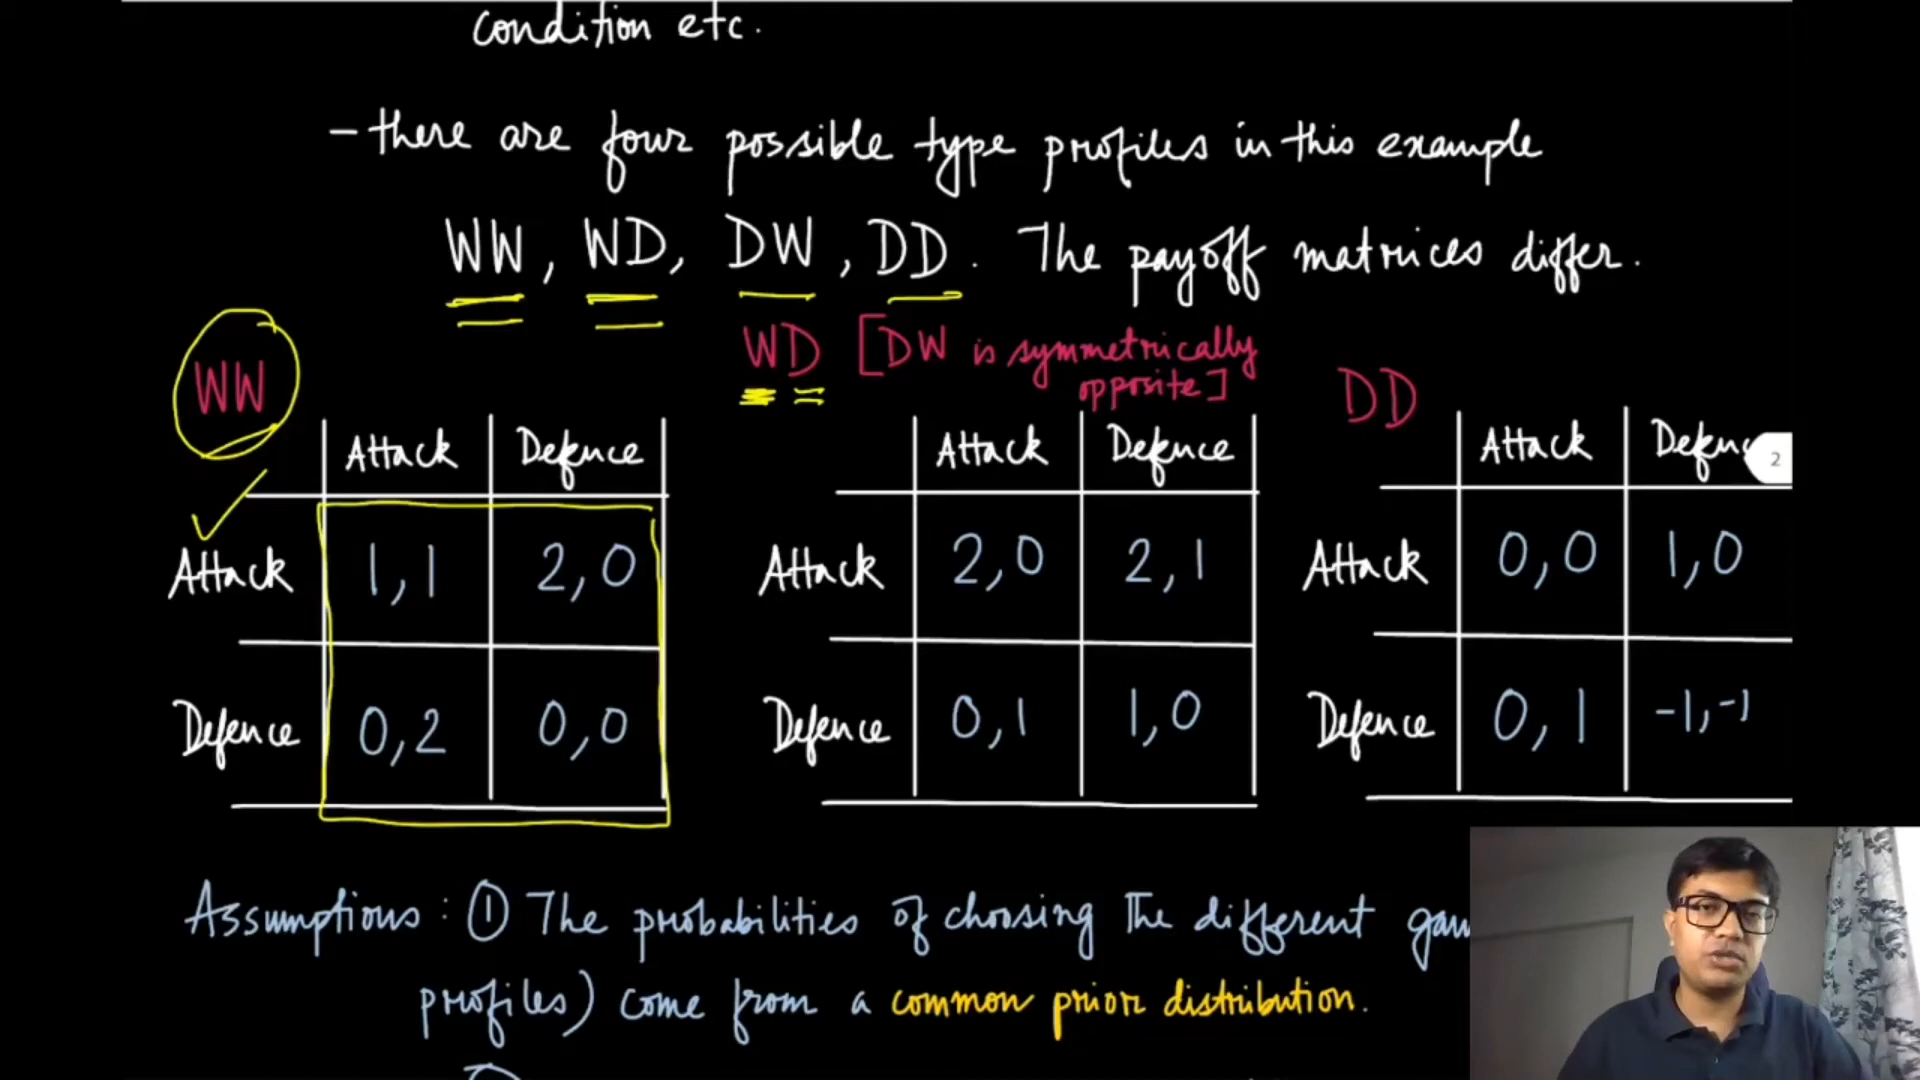 condition etc.
- there are four possible type profiles in this example
WW, WD, DW, DD. The payoff matrices differ.
WW
WD [DW is symmetrically
opposite]
DD
Attack Defence
Attack 1,1 2,0
Defence 0,2 0,0
Attack Defence
Attack 2,0 2,1
Defence 0,1 1,0
Attack
2
Attack 0,0 1,0
Defence 0,1 -1,-1
Assumptions: ① The probabilities of choosing the different
profiles) come from a common prior distribution.